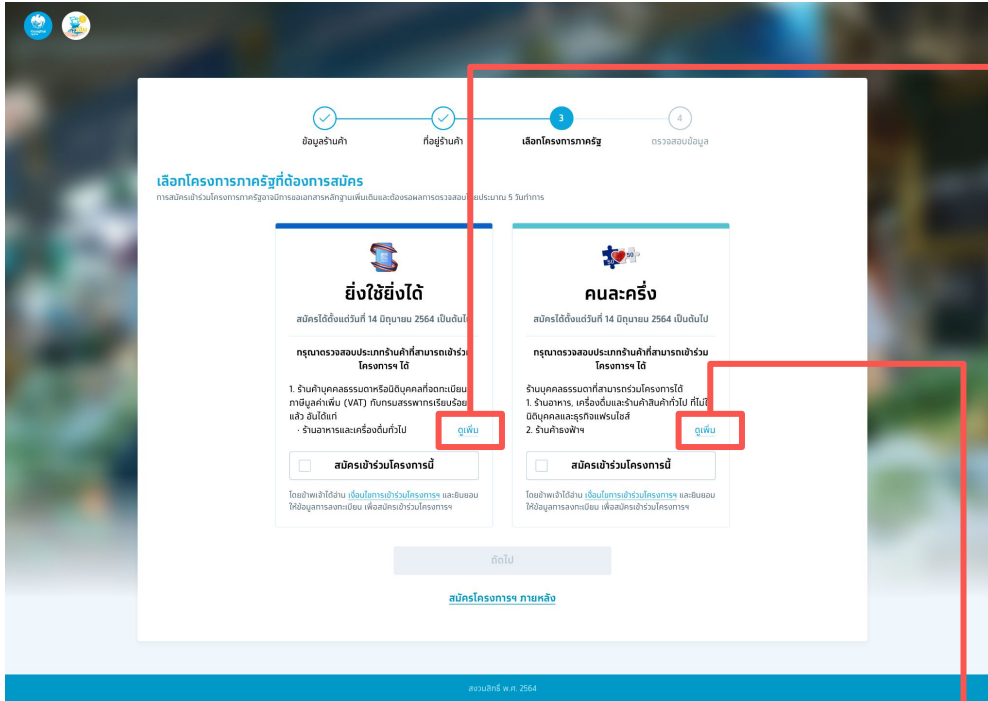 3
4
ข้อมูลร้านค้า
ที่อยู่ร้านค้า
เลือกโครงการภาครัฐ
ตรวจสอบข้อมูล
เลือกโครงการภาครัฐที่ต้องการสมัคร
การสมัครเข้าร่วมโครงการภาครัฐอาจมีการขอเอกสารหลักฐานเพิ่มเติมและต้องรอผลการตรวจสอบโดยประมาณ 5 วันทำการ
ยิ่งใช้ยิ่งได้
สมัครได้ตั้งแต่วันที่ 14 มิถุนายน 2564 เป็นต้นไป
กรุณาตรวจสอบประเภทร้านค้าที่สามารถเข้าร่วม
โครงการฯ ได้
1. ร้านค้าบุคคลธรรมดาหรือนิติบุคคลที่จดทะเบียน
ภาษีมูลค่าเพิ่ม (VAT) กับกรมสรรพากรเรียบร้อย
แล้ว อันได้แก่
· ร้านอาหารและเครื่องดื่มทั่วไป
ดูเพิ่ม
สมัครเข้าร่วมโครงการนี้
โดยข้าพเจ้าได้อ่าน เงื่อนไขการเข้าร่วมโครงการฯ และยินยอม
ให้ข้อมูลการลงทะเบียน เพื่อสมัครเข้าร่วมโครงการฯ
50
50
คนละครึ่ง
สมัครได้ตั้งแต่วันที่ 14 มิถุนายน 2564 เป็นต้นไป
กรุณาตรวจสอบประเภทร้านค้าที่สามารถเข้าร่วม
โครงการฯ ได้
ร้านบุคคลธรรมดาที่สามารถร่วมโครงการได้
1. ร้านอาหาร, เครื่องดื่มและร้านค้าสินค้าทั่วไป ที่ไม่ใช่
นิติบุคคลและธุรกิจแฟรนไชส์
2. ร้านค้าธงฟ้าฯ
ดูเพิ่ม
สมัครเข้าร่วมโครงการนี้
โดยข้าพเจ้าได้อ่าน เงื่อนไขการเข้าร่วมโครงการฯ และยินยอม
ให้ข้อมูลการลงทะเบียน เพื่อสมัครเข้าร่วมโครงการฯ
ถัดไป
สมัครโครงการฯ ภายหลัง
สงวนสิทธิ์ พ.ศ. 2564